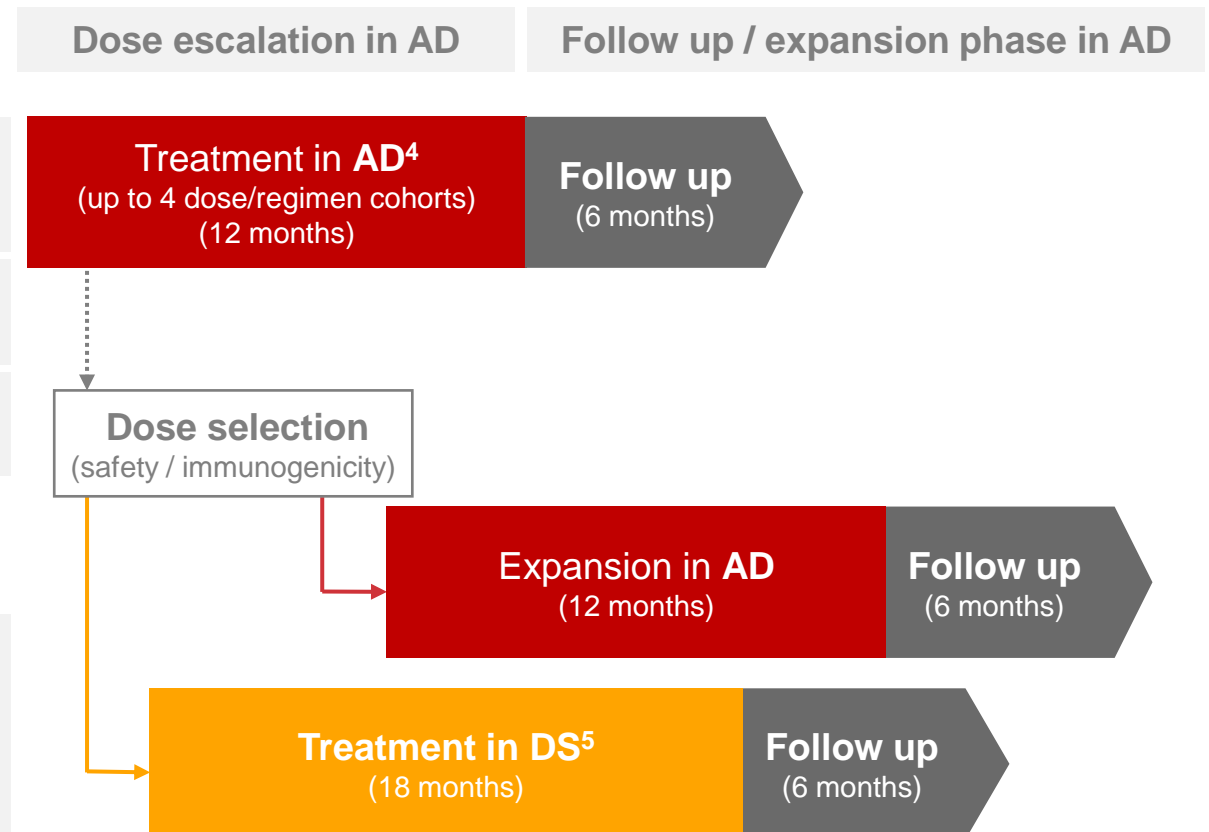 Dose escalation in AD
Follow up / expansion phase in AD
Treatment in AD⁴
(up to 4 dose/regimen cohorts)
(12 months)
Follow up
(6 months)
Dose selection
(safety / immunogenicity)
Expansion in AD
(12 months)
Follow up
(6 months)
Treatment in DS⁵
(18 months)
Follow up
(6 months)